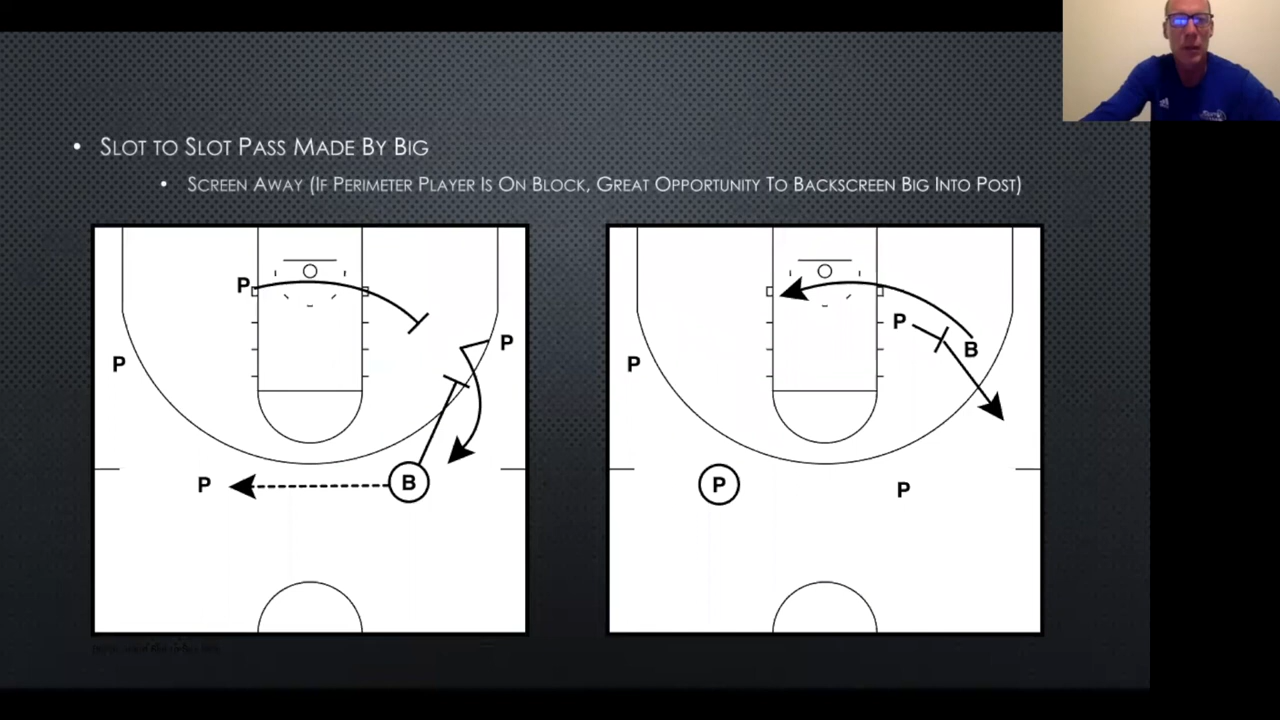 • Slot to Slot Pass Made By Big
• Screen Away (If Perimeter Player Is On Block, Great Opportunity To Backscreen Big Into Post)
P
P
P
P
B
P
P
B
P
P
P